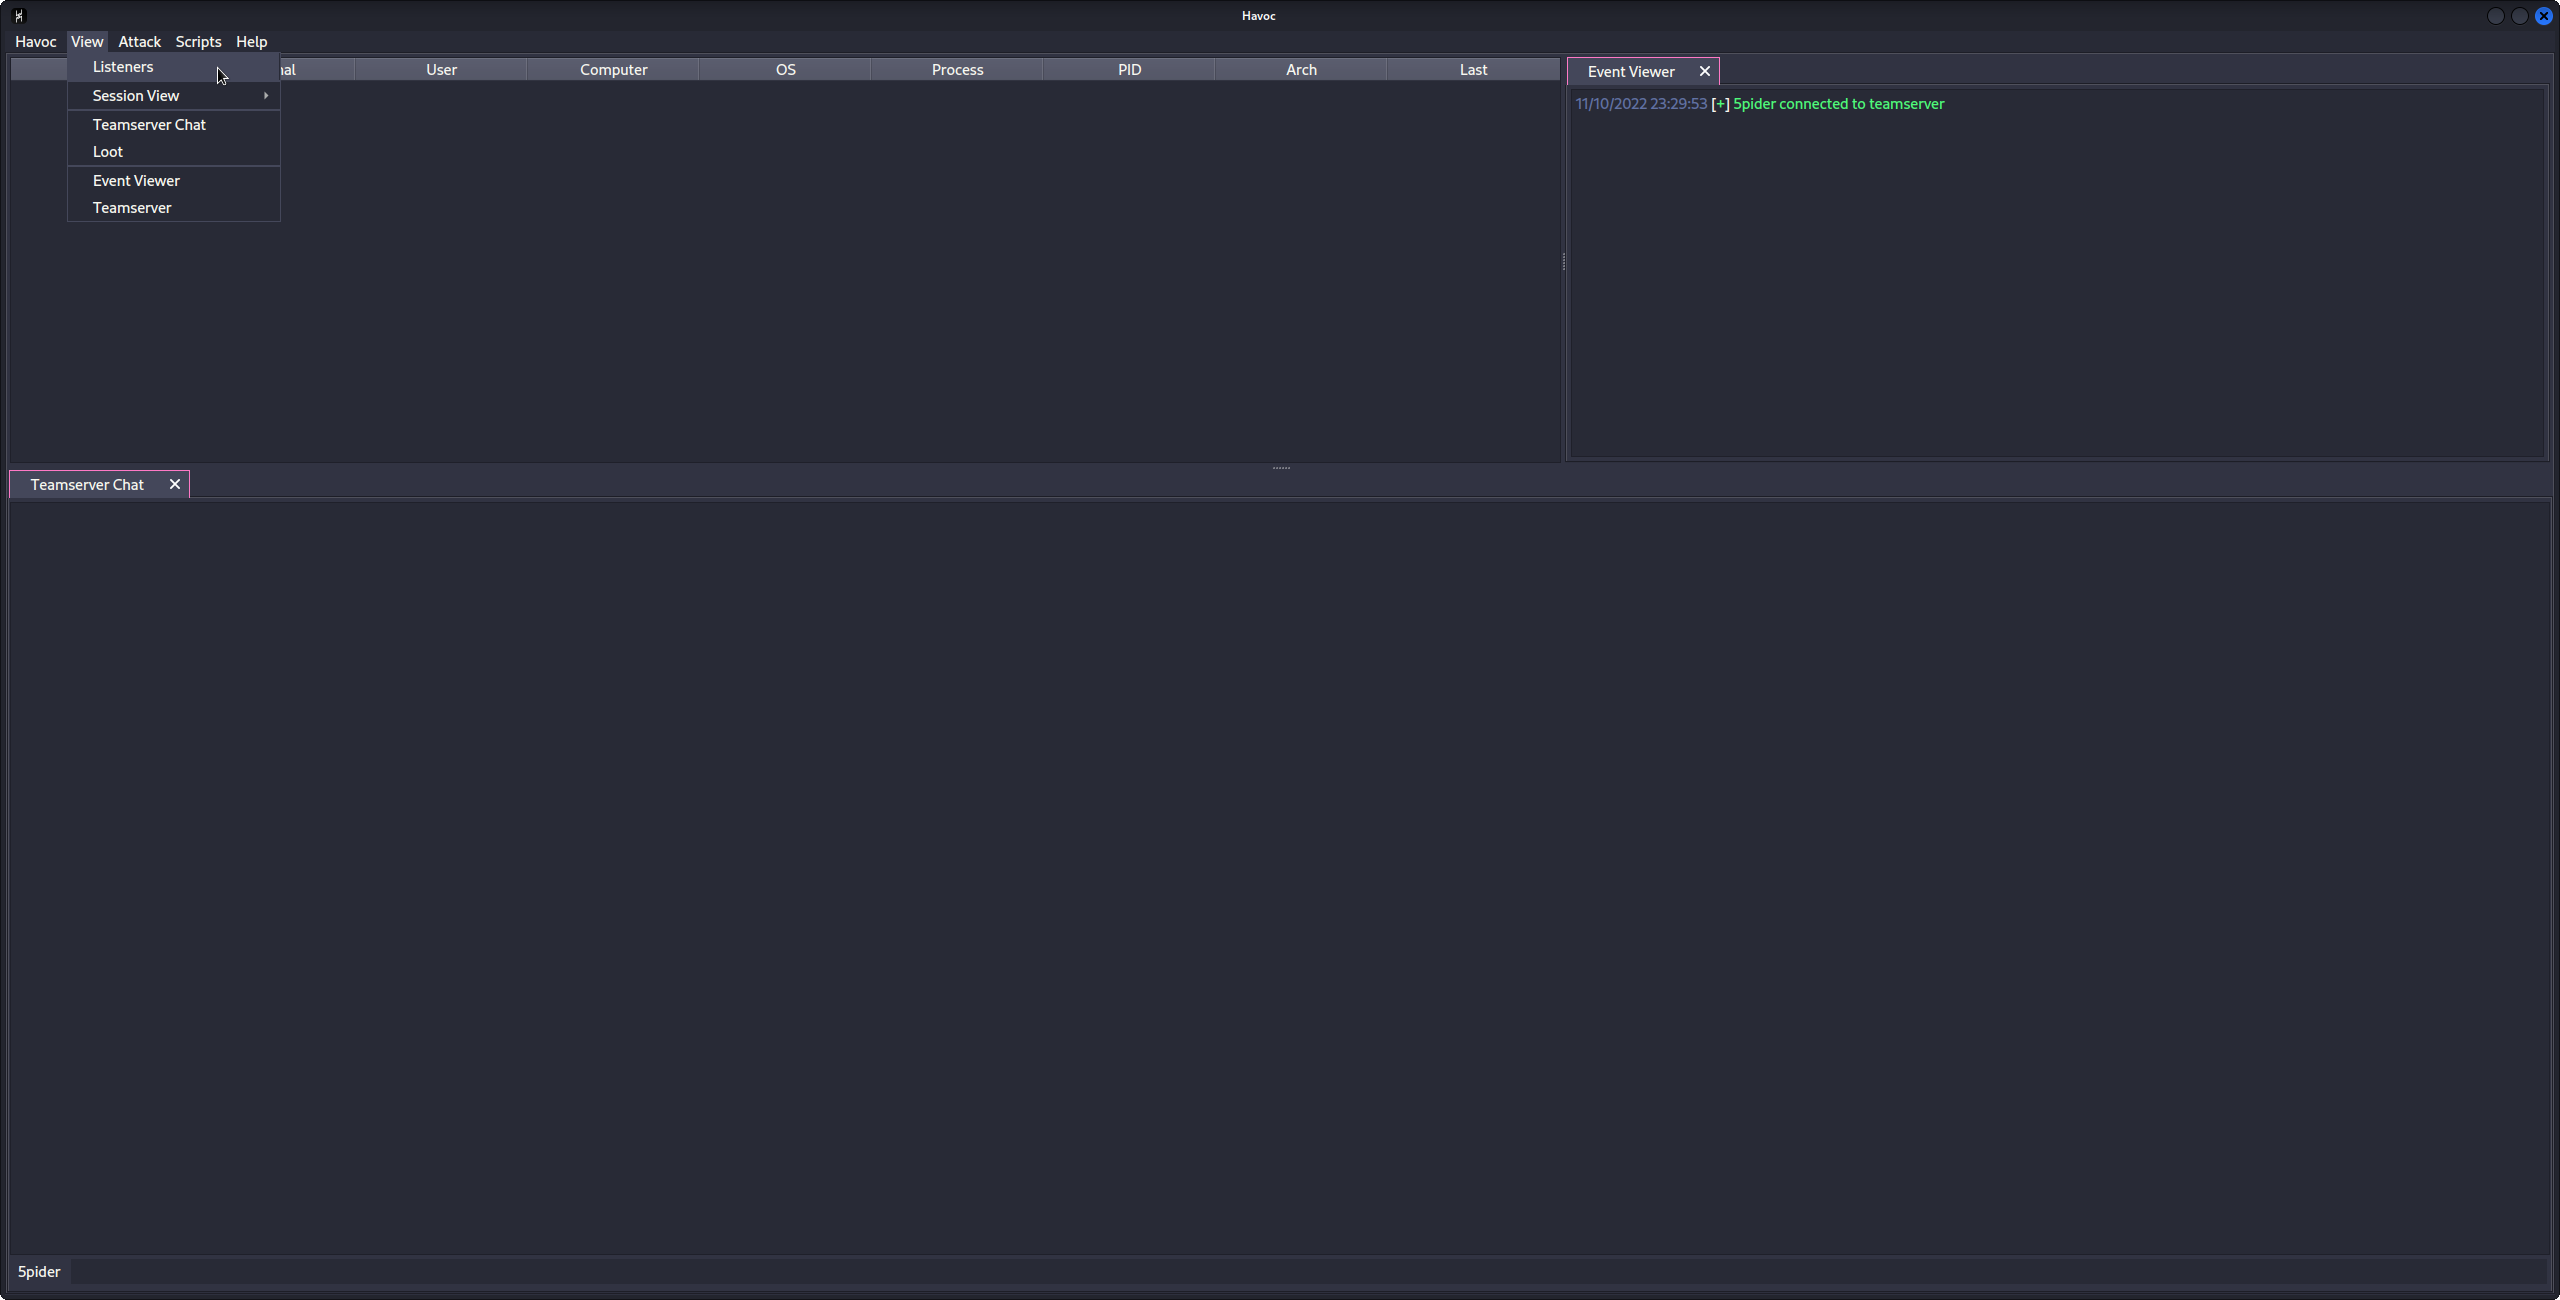 Havoc
Havoc View Attack Scripts Help
Listeners
Session View
Teamserver Chat
Loot
Event Viewer
Teamserver
User Computer OS Process PID Arch Last
Event Viewer
11/10/2022 23:29:53 [+] 5pider connected to teamserver
Teamserver Chat
5pider